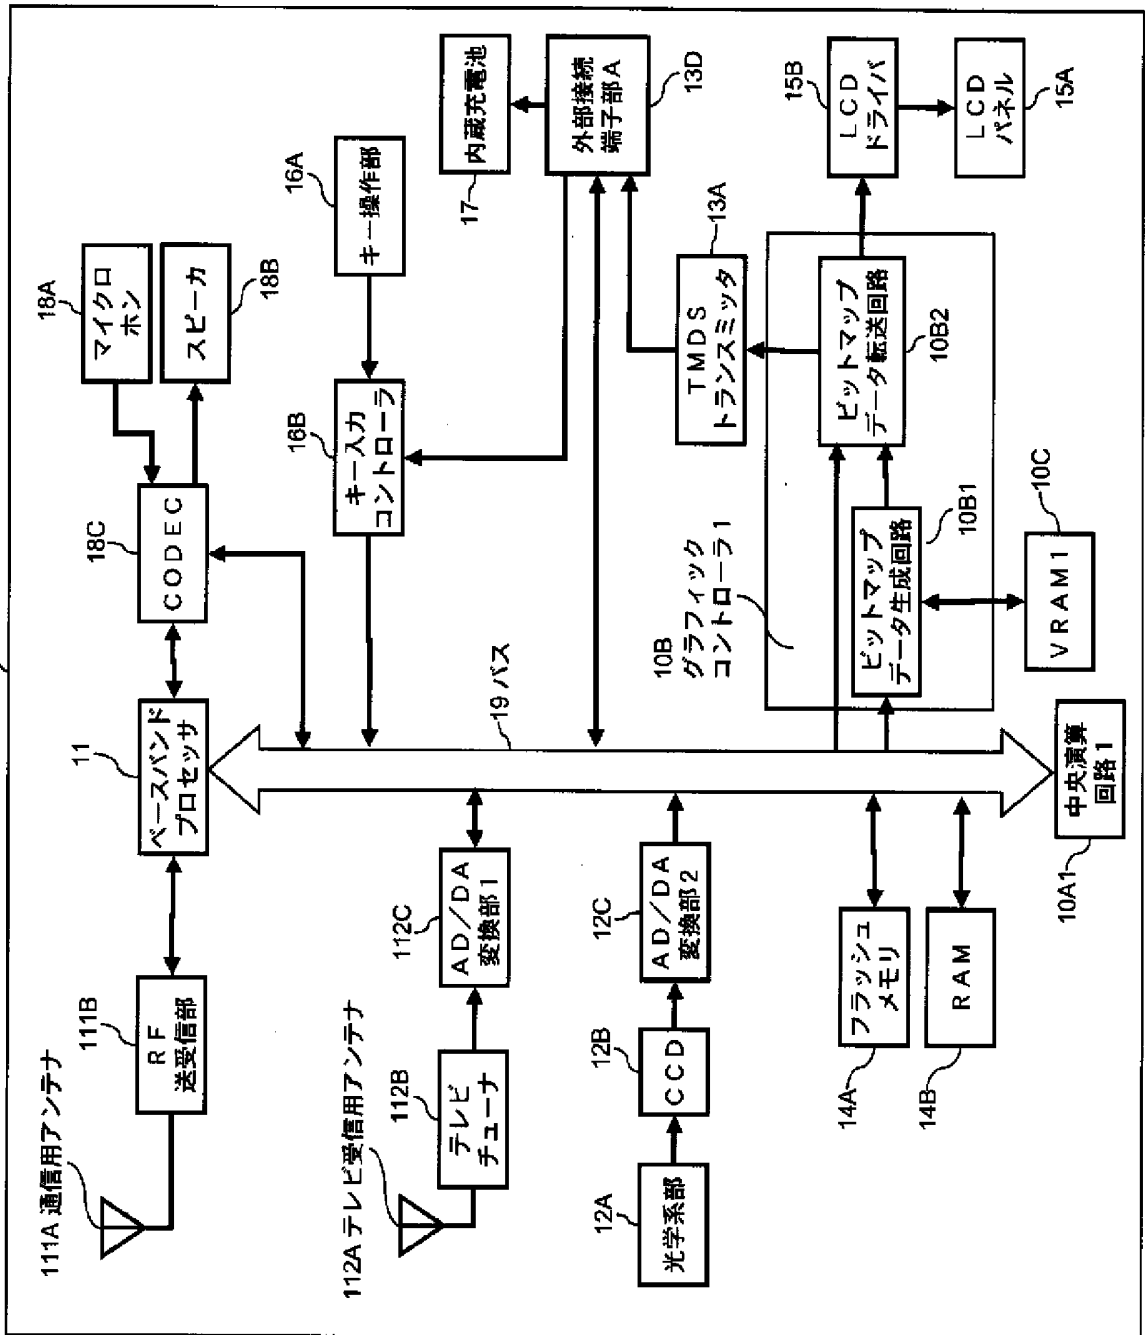 111A 通信用アンテナ
111B
RF
送受信部
11
ベースバンド
プロセッサ
18C
CODEC
18A
マイクロ
ホン
スピーカ
18B
112A テレビ受信用アンテナ
112B
テレビ
チューナ
112C
AD/DA
変換部1
16B
キー入力
コントローラ
16A
キー操作部
17
内蔵充電池
外部接続
端子部A
13D
19 バス
12A
光学系部
12B
CCD
12C
AD/DA
変換部2
TMDS
トランスミッタ
13A
10B
グラフィック
コントローラ1
ビットマップ
データ転送回路
10B2
ビットマップ
データ生成回路
10B1
15B
LCD
ドライバ
LCD
パネル
15A
フラッシュ
メモリ
14A
RAM
14B
VRAM1
10C
中央演算
回路1
10A1